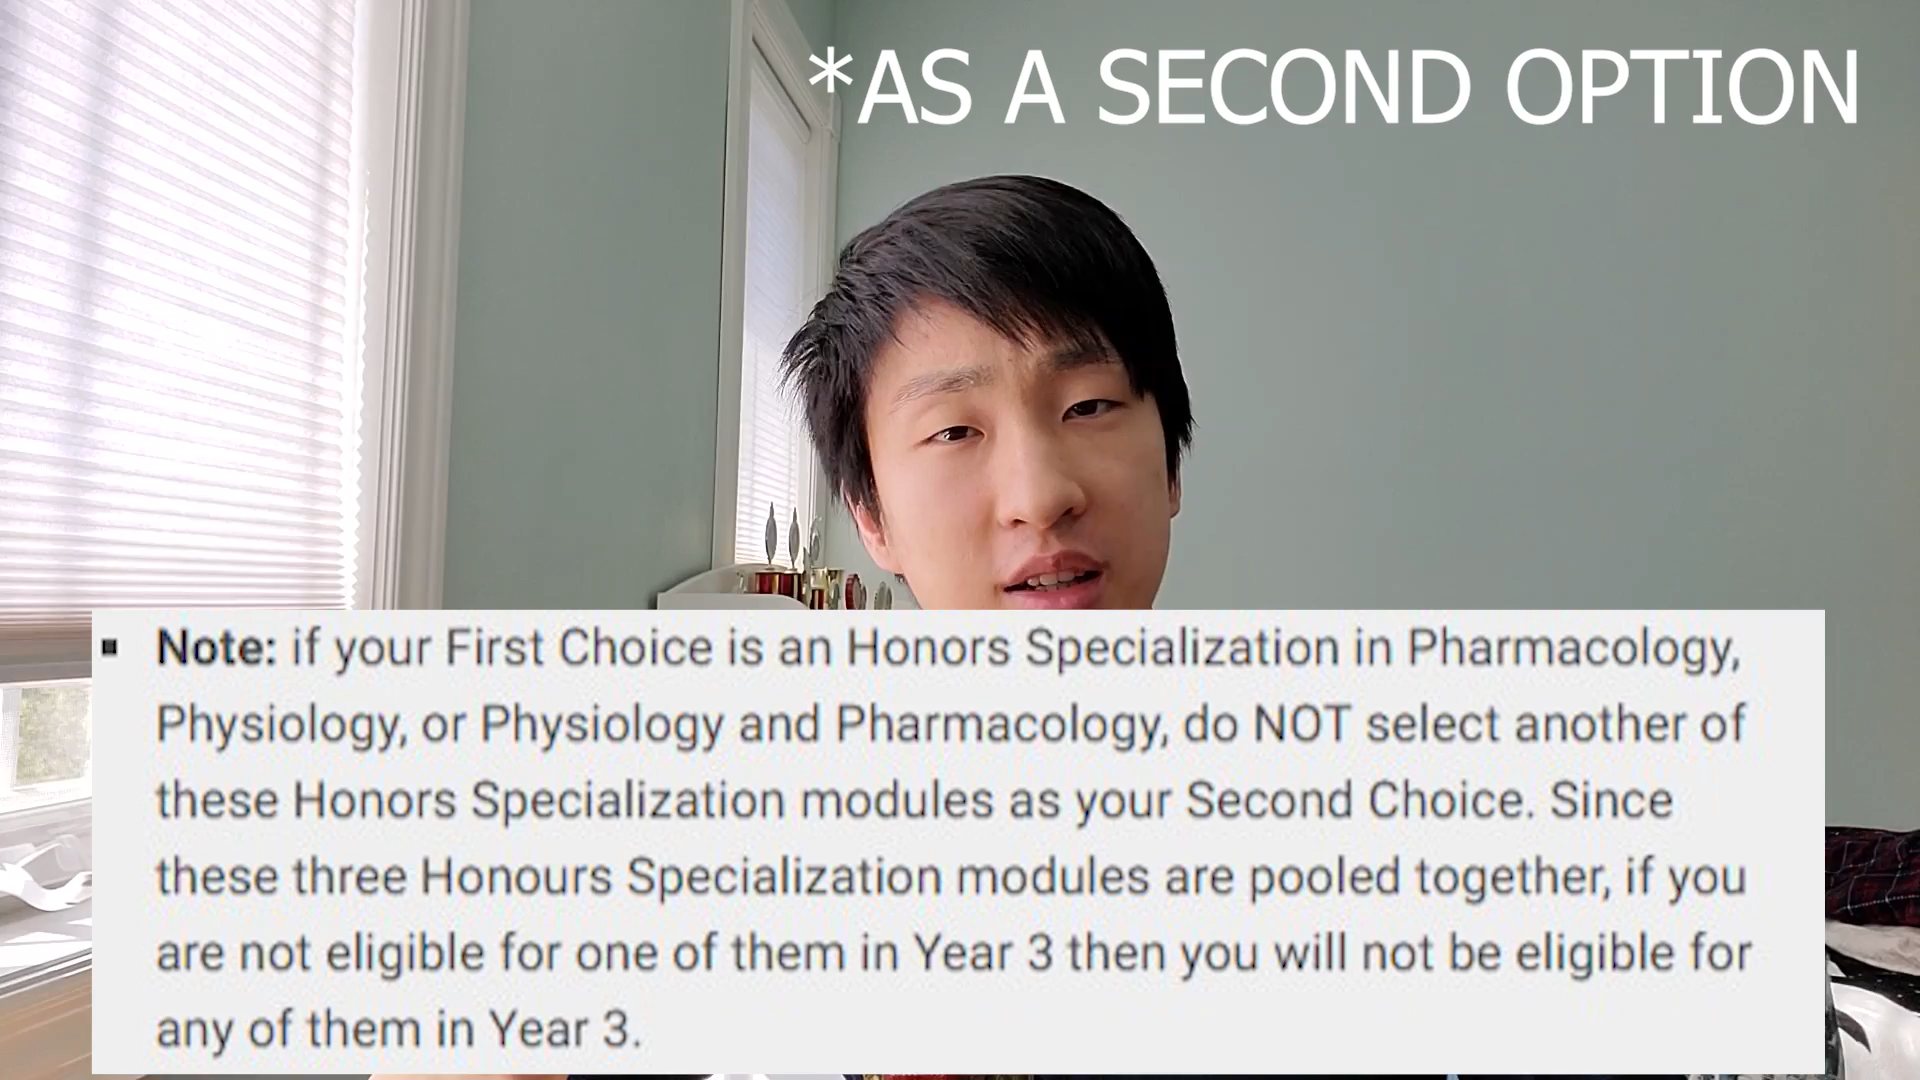 *AS A SECOND OPTION
▪ Note: if your First Choice is an Honors Specialization in Pharmacology,
Physiology, or Physiology and Pharmacology, do NOT select another of
these Honors Specialization modules as your Second Choice. Since
these three Honours Specialization modules are pooled together, if you
are not eligible for one of them in Year 3 then you will not be eligible for
any of them in Year 3.